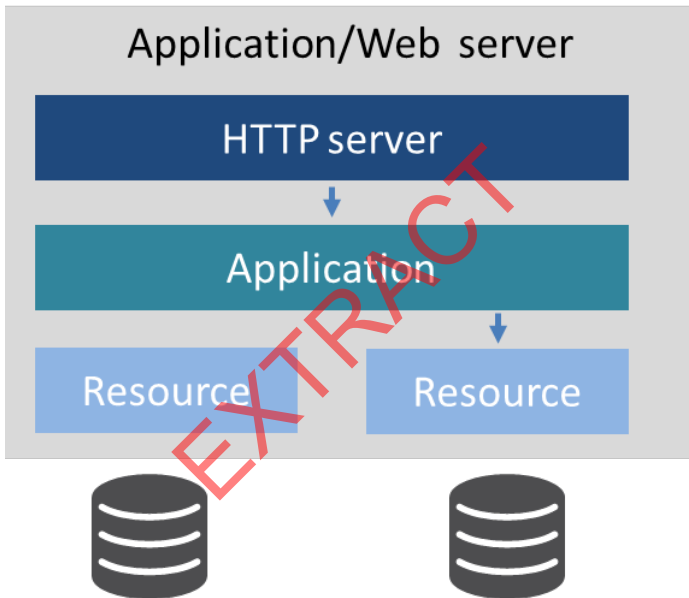 Application/Web server
HTTP server
Application
Resource
Resource
EXTRACT